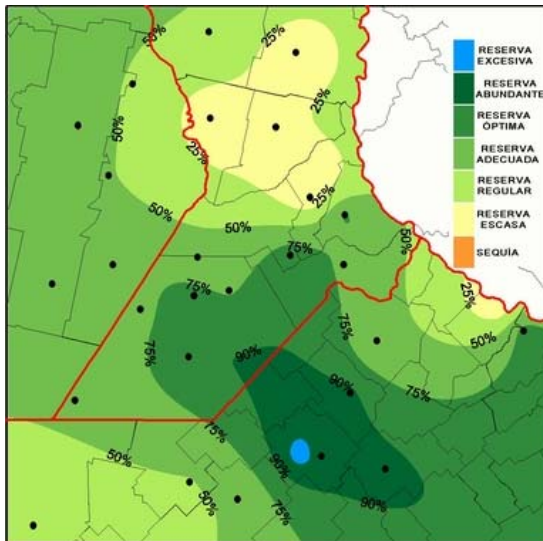 50%
25%
50%
25%
25%
25%
50%
50%
75%
50%
75%
75%
75%
90%
90%
75%
25%
50%
75%
75%
90%
90%
50%
50%
75%
RESERVA
EXCESIVA
RESERVA
ABUNDANTE
RESERVA
ÓPTIMA
RESERVA
ADECUADA
RESERVA
REGULAR
RESERVA
ESCASA
SEQUÍA